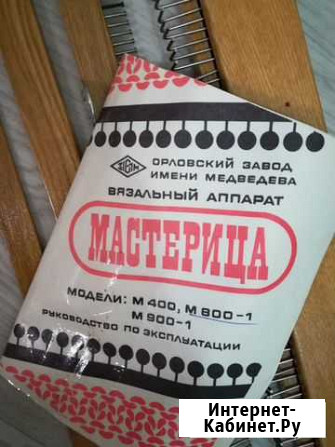 ОРЛОВСКИЙ ЗАВОД
ИМЕНИ МЕДВЕДЕВА
ВЯЗАЛЬНЫЙ АППАРАТ
МАСТЕРИЦА
МОДЕЛИ: М 400, М 800-1
М 900-1
РУКОВОДСТВО ПО ЭКСПЛУАТАЦИИ
Интернет-
Кабинет.Ру